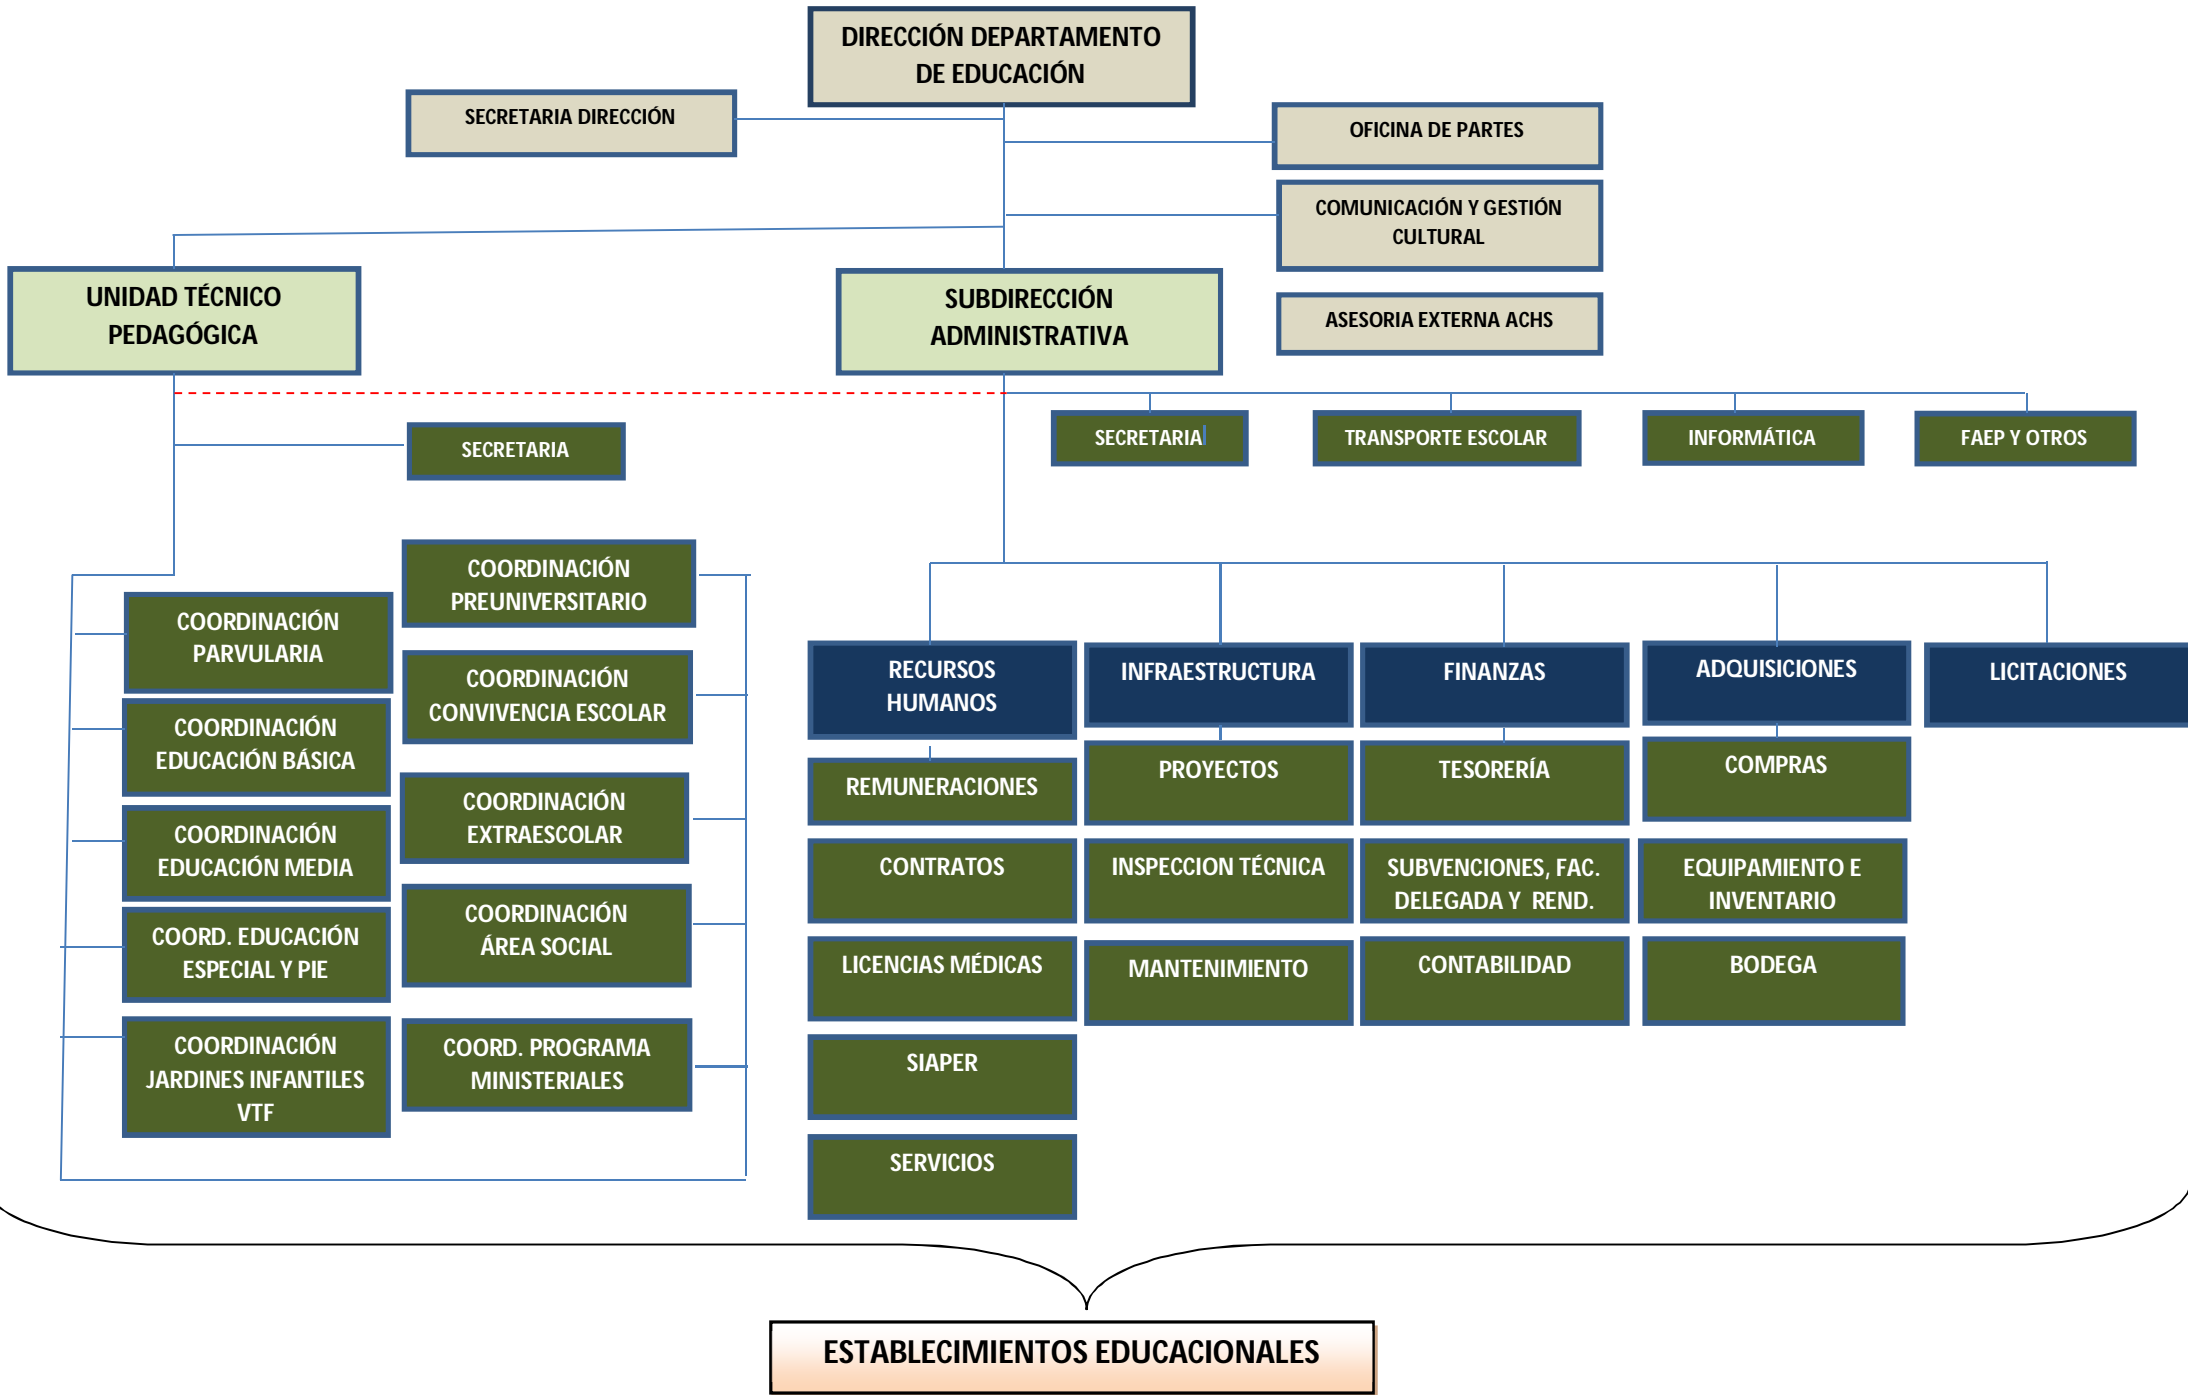 DIRECCIÓN DEPARTAMENTO
DE EDUCACIÓN
SECRETARIA DIRECCIÓN
OFICINA DE PARTES
COMUNICACIÓN Y GESTIÓN
CULTURAL
ASESORIA EXTERNA ACHS
UNIDAD TÉCNICO
PEDAGÓGICA
SUBDIRECCIÓN
ADMINISTRATIVA
SECRETARIA
TRANSPORTE ESCOLAR
INFORMÁTICA
FAEP Y OTROS
SECRETARIA
COORDINACIÓN
PARVULARIA
COORDINACIÓN
EDUCACIÓN BÁSICA
COORDINACIÓN
EDUCACIÓN MEDIA
COORD. EDUCACIÓN
ESPECIAL Y PIE
COORDINACIÓN
JARDINES INFANTILES
VTF
COORDINACIÓN
PREUNIVERSITARIO
COORDINACIÓN
CONVIVENCIA ESCOLAR
COORDINACIÓN
EXTRAESCOLAR
COORDINACIÓN
ÁREA SOCIAL
COORD. PROGRAMA
MINISTERIALES
RECURSOS
HUMANOS
REMUNERACIONES
CONTRATOS
LICENCIAS MÉDICAS
SIAPER
SERVICIOS
INFRAESTRUCTURA
PROYECTOS
INSPECCION TÉCNICA
MANTENIMIENTO
FINANZAS
TESORERÍA
SUBVENCIONES, FAC.
DELEGADA Y REND.
CONTABILIDAD
ADQUISICIONES
COMPRAS
EQUIPAMIENTO E
INVENTARIO
BODEGA
LICITACIONES
ESTABLECIMIENTOS EDUCACIONALES